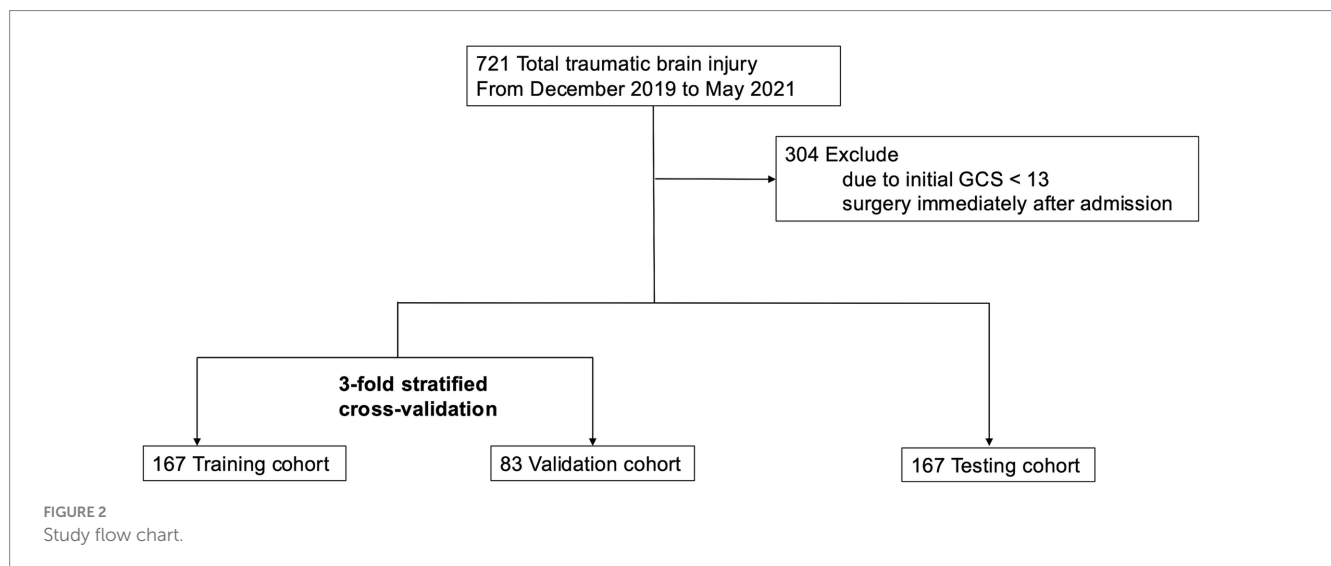 721 Total traumatic brain injury
From December 2019 to May 2021
304 Exclude
due to initial GCS < 13
surgery immediately after admission
3-fold stratified
cross-validation
167 Training cohort
83 Validation cohort
167 Testing cohort
FIGURE 2
Study flow chart.